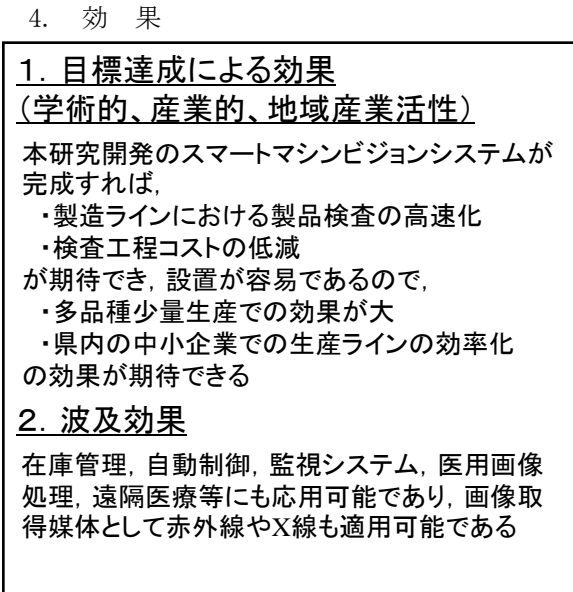 4. 効 果
1．目標達成による効果
（学術的、産業的、地域産業活性）
本研究開発のスマートマシンビジョンシステムが
完成すれば，
・製造ラインにおける製品検査の高速化
・検査工程コストの低減
が期待でき，設置が容易であるので，
・多品種少量生産での効果が大
・県内の中小企業での生産ラインの効率化
の効果が期待できる
2．波及効果
在庫管理，自動制御，監視システム，医用画像
処理，遠隔医療等にも応用可能であり，画像取
得媒体として赤外線やX線も適用可能である